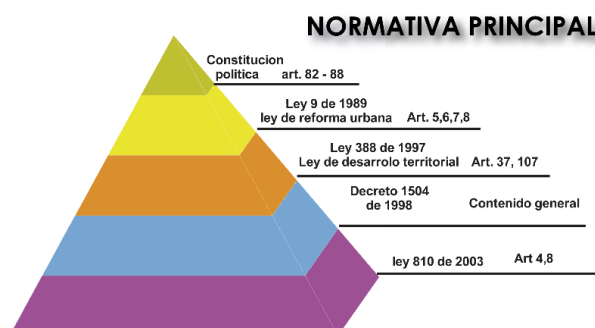 NORMATIVA PRINCIPAL
Constitucion
politica art. 82 - 88
Ley 9 de 1989
ley de reforma urbana Art. 5,6,7,8
Ley 388 de 1997
Ley de desarrolo territorial Art. 37, 107
Decreto 1504
de 1998 Contenido general
ley 810 de 2003 Art 4,8